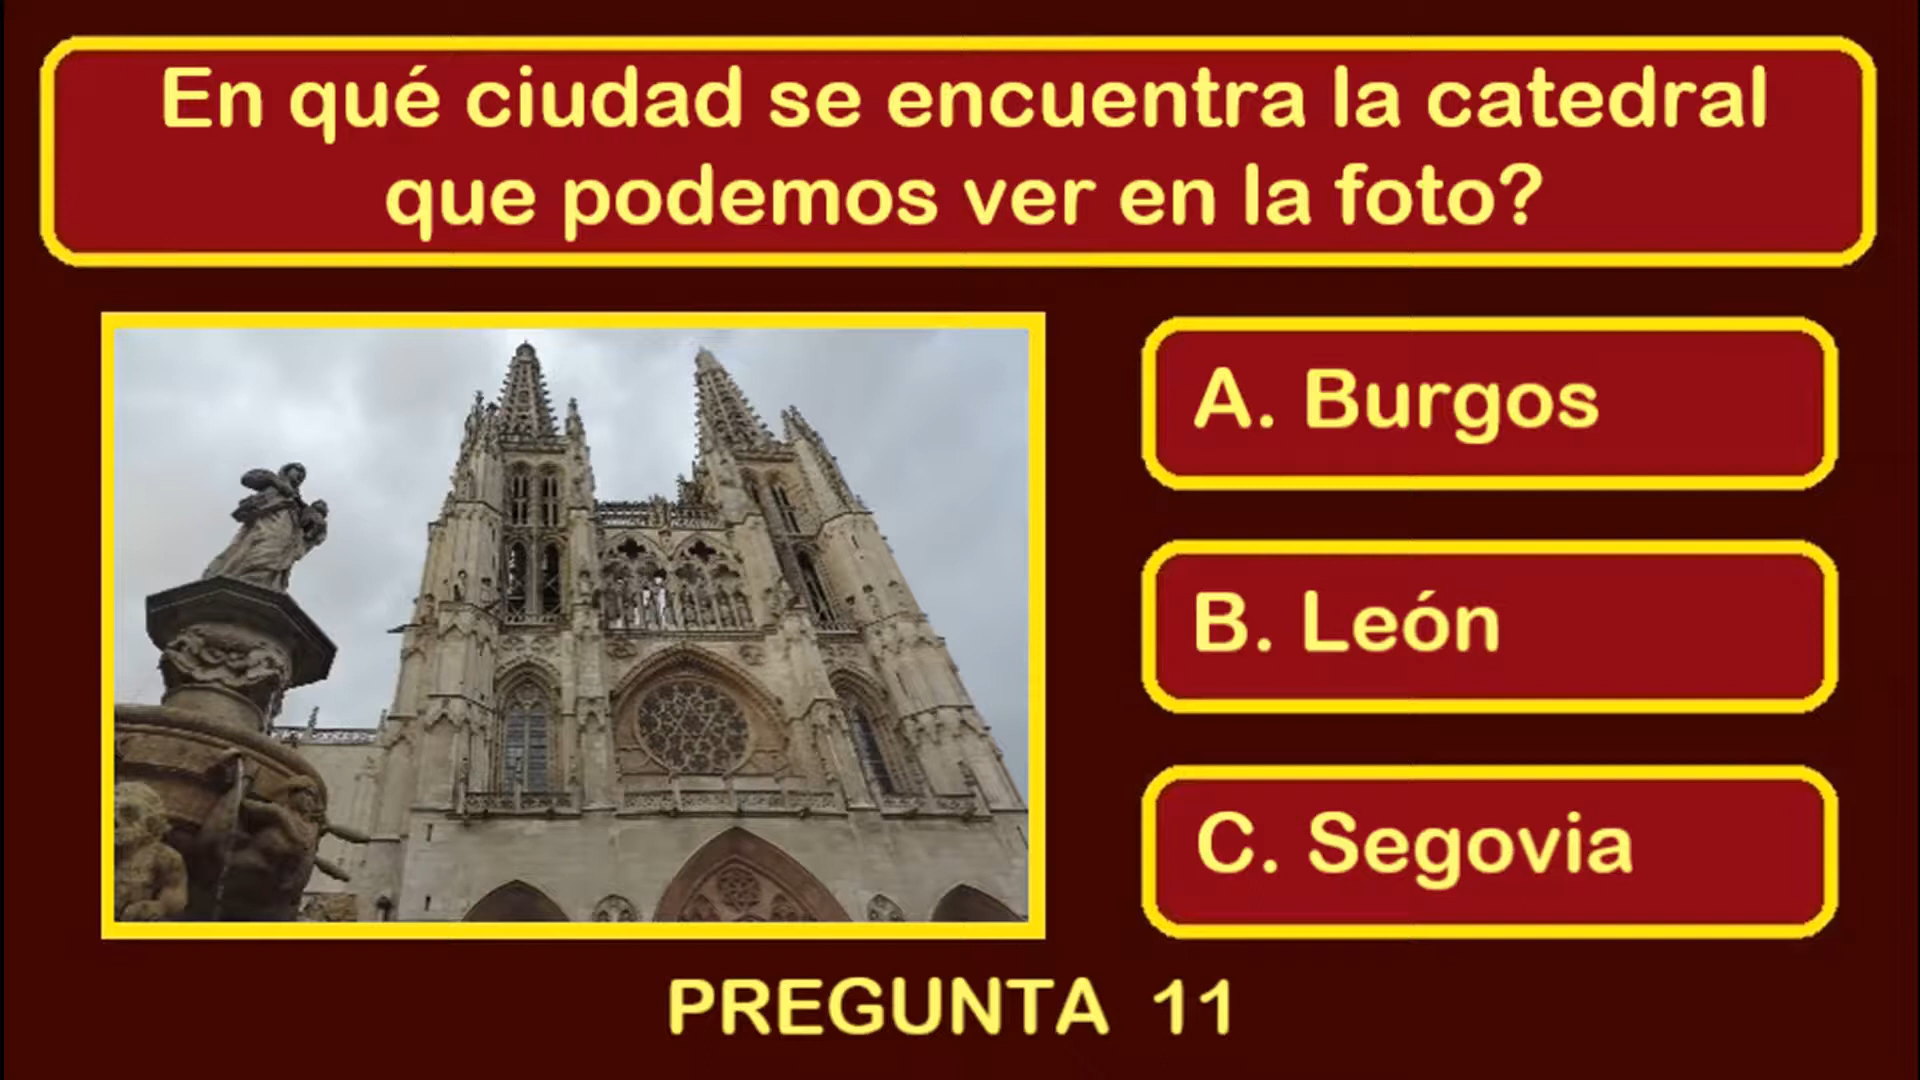 En qué ciudad se encuentra la catedral
que podemos ver en la foto?
A. Burgos
B. León
C. Segovia
PREGUNTA 11